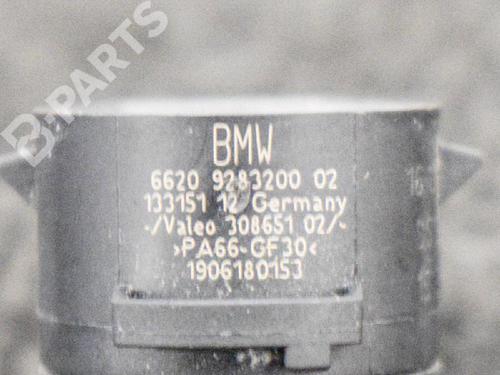 B-PARTS
BMW
6620 9283200 02
133151 12 Germany
-/Valeo 308651 02/-
>PA66-GF30<
1906180153